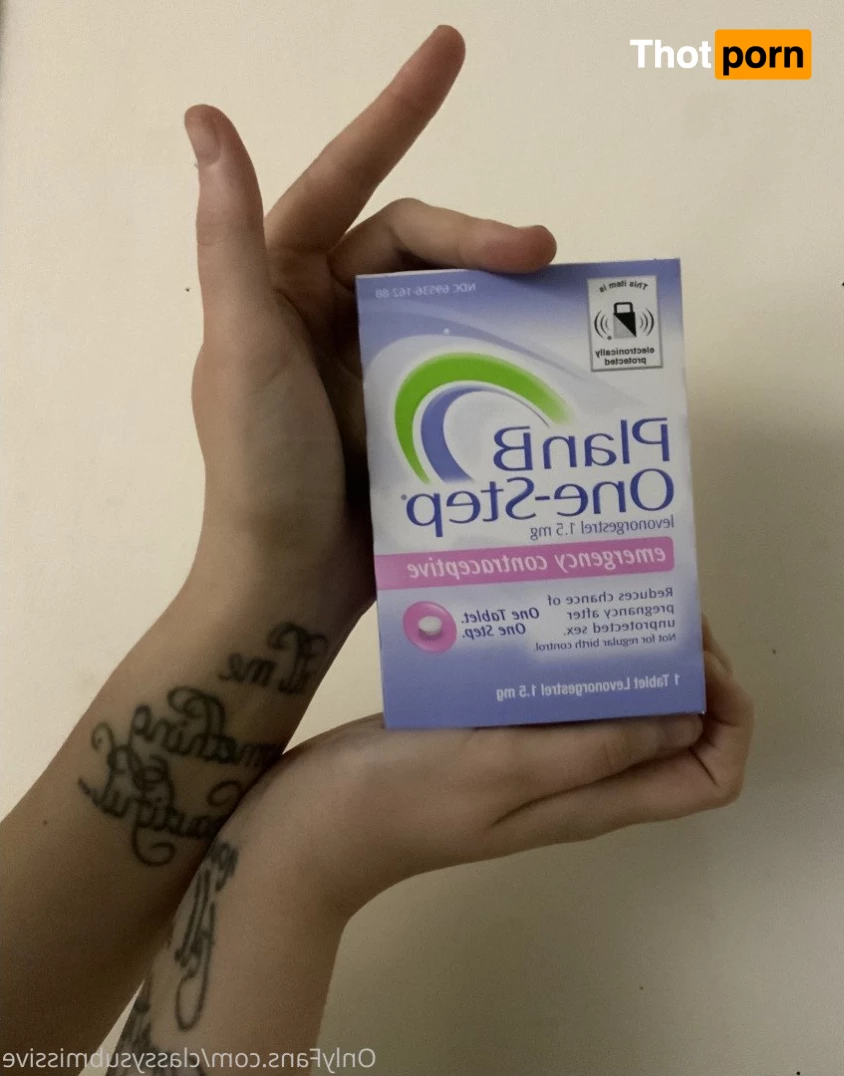 Thotporn
NDC 69536-162-88
This item is
electronically
protected
PlanB
One-Step®
levonorgestrel 1.5 mg
emergency contraceptive
Reduces chance of
pregnancy after
unprotected sex.
Not for regular birth control.
One Tablet.
One Step.
1 Tablet Levonorgestrel 1.5 mg
me
OnlyFans.com/classysubmissive